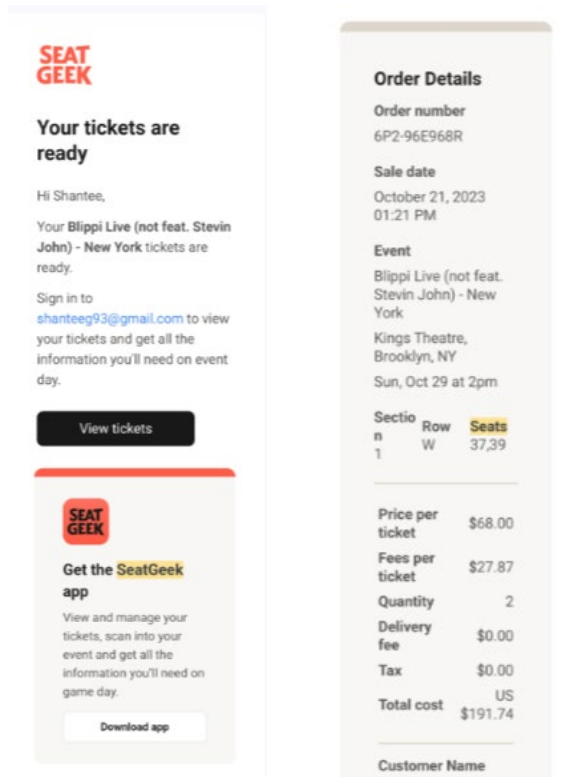 SEAT
GEEK
Your tickets are
ready
Hi Shantee,
Your Blippi Live (not feat. Stevin
John) - New York tickets are
ready.
Sign in to
shanteeg93@gmail.com to view
your tickets and get all the
information you'll need on event
day.
View tickets
SEAT
GEEK
Get the SeatGeek
app
View and manage your
tickets, scan into your
event and get all the
information you'll need on
game day.
Download app
Order Details
Order number
6P2-96E968R
Sale date
October 21, 2023
01:21 PM
Event
Blippi Live (not feat.
Stevin John) - New
York
Kings Theatre,
Brooklyn, NY
Sun, Oct 29 at 2pm
Sectio Row Seats
n W 37,39
1
Price per
ticket $68.00
Fees per
ticket $27.87
Quantity 2
Delivery
fee $0.00
Tax $0.00
Total cost US
$191.74
Customer Name